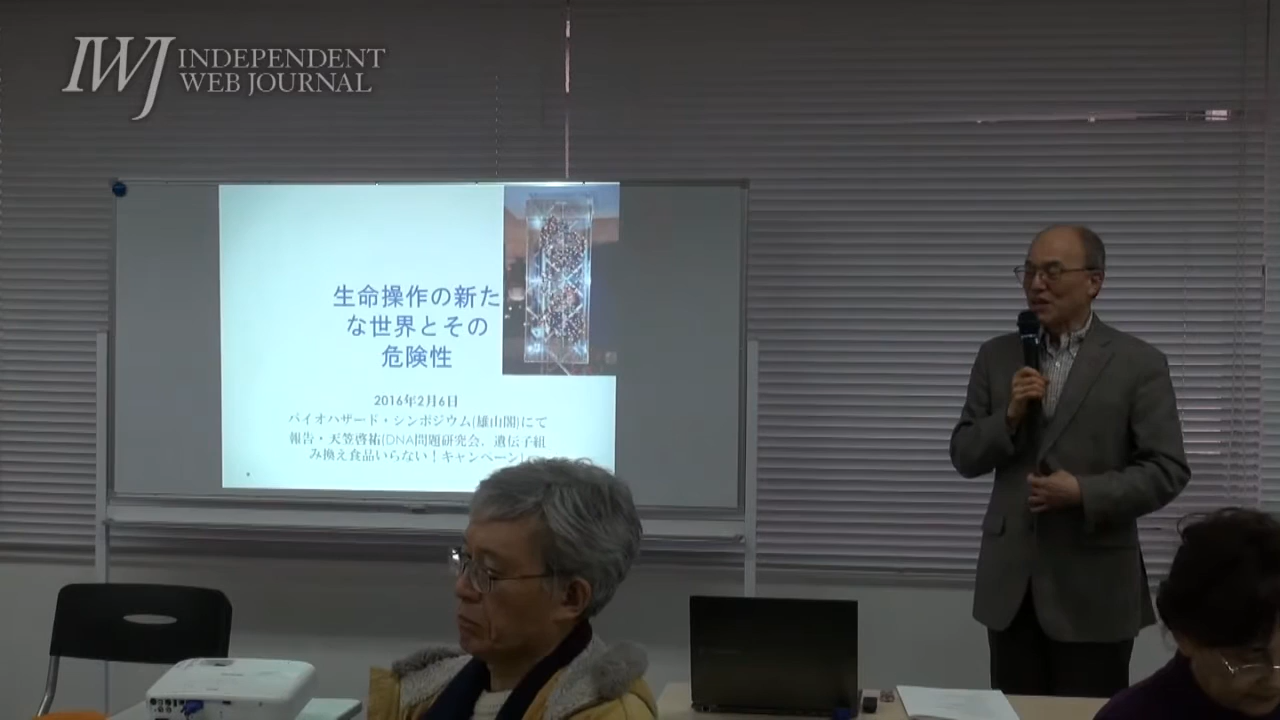 IWJ INDEPENDENT
WEB JOURNAL
生命操作の新た
な世界とその
危険性
2016年2月6日
バイオハザード・シンポジウム(雄山閣)にて
報告・天笠啓祐(DNA問題研究会、遺伝子組
み換え食品いらない！キャンペーン)